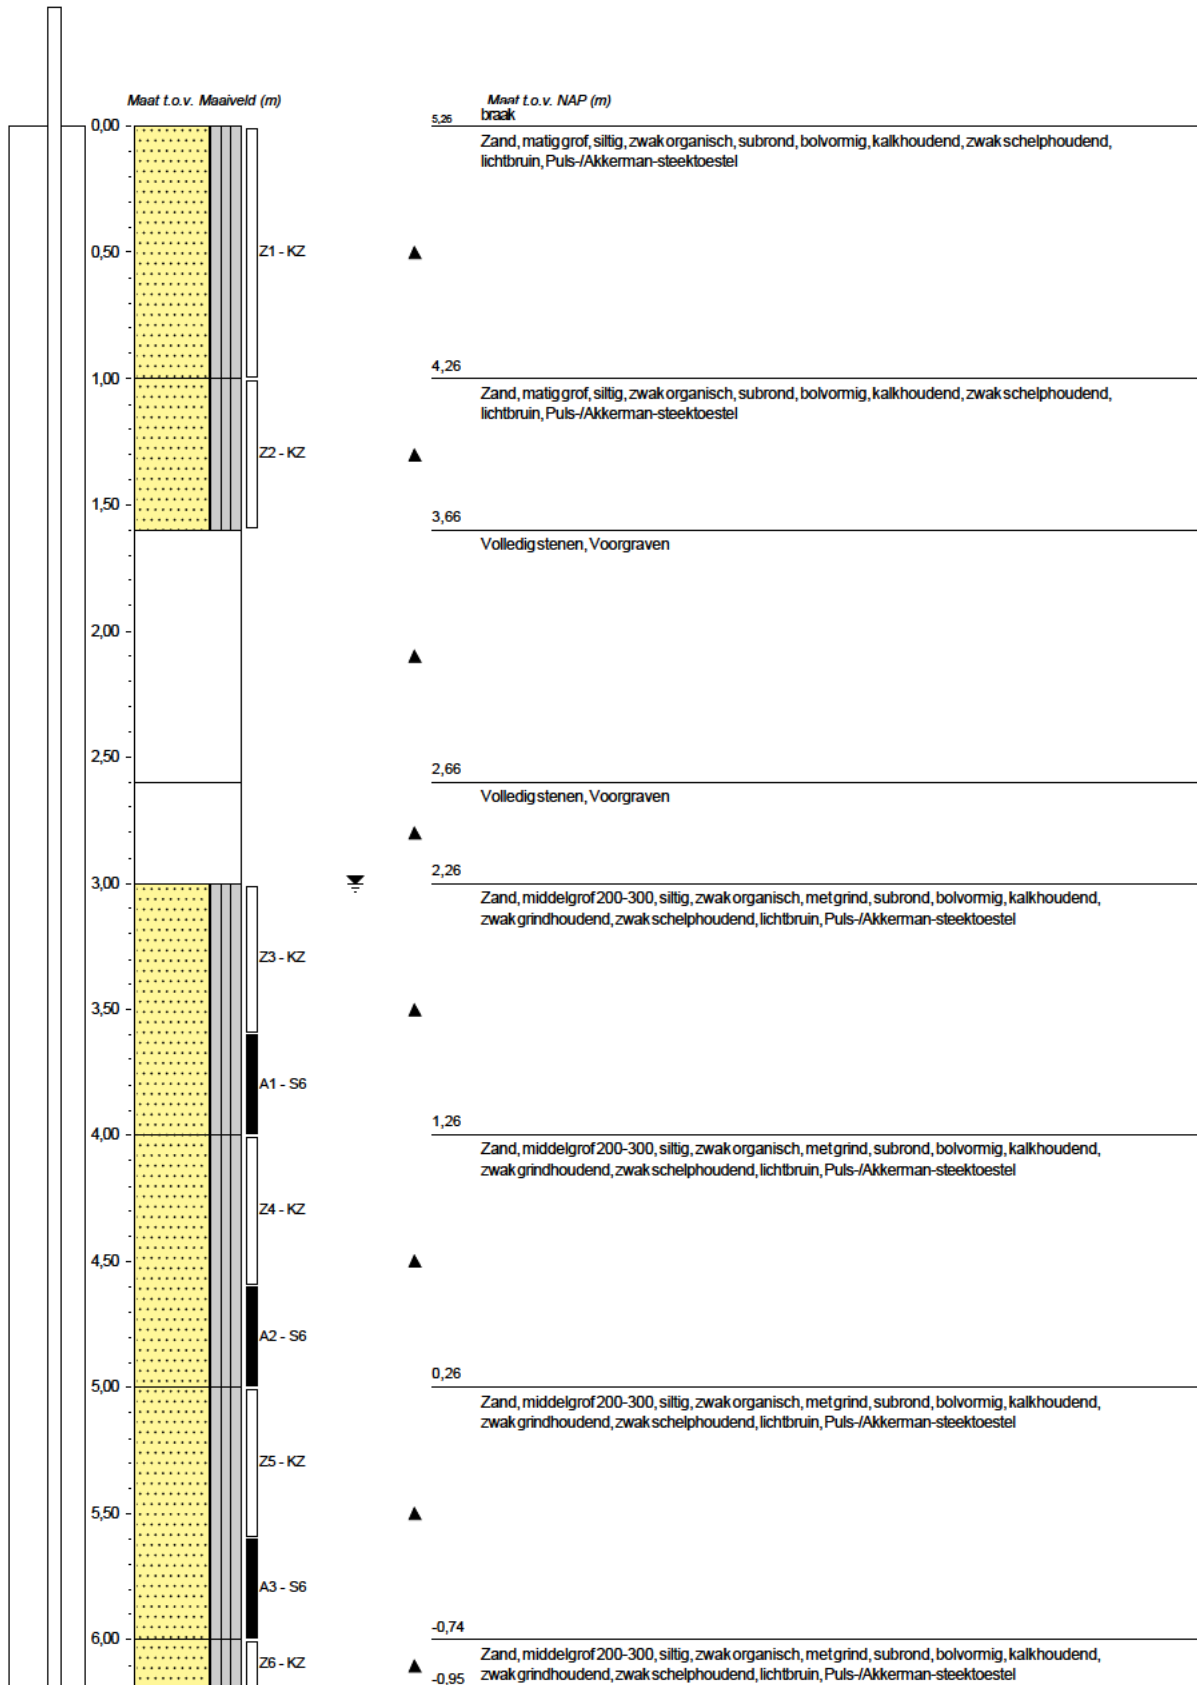 Maat t.o.v. Maaiveld (m)
Maat t.o.v. NAP (m)
braak
0,00
5,26
Zand, matig grof, siltig, zwak organisch, subrond, bolvormig, kalkhoudend, zwak schelphoudend,
lichtbruin, Puls-/Akkerman-steektoestel
0,50
Z1 - KZ
4,26
1,00
Zand, matig grof, siltig, zwak organisch, subrond, bolvormig, kalkhoudend, zwak schelphoudend,
lichtbruin, Puls-/Akkerman-steektoestel
Z2 - KZ
1,50
3,66
Volledig stenen, Voorgraven
2,00
2,50
2,66
Volledig stenen, Voorgraven
2,26
3,00
Zand, middelgrof 200-300, siltig, zwak organisch, met grind, subrond, bolvormig, kalkhoudend,
zwak grindhoudend, zwak schelphoudend, lichtbruin, Puls-/Akkerman-steektoestel
Z3 - KZ
3,50
A1 - S6
1,26
4,00
Zand, middelgrof 200-300, siltig, zwak organisch, met grind, subrond, bolvormig, kalkhoudend,
zwak grindhoudend, zwak schelphoudend, lichtbruin, Puls-/Akkerman-steektoestel
Z4 - KZ
4,50
A2 - S6
0,26
5,00
Zand, middelgrof 200-300, siltig, zwak organisch, met grind, subrond, bolvormig, kalkhoudend,
zwak grindhoudend, zwak schelphoudend, lichtbruin, Puls-/Akkerman-steektoestel
Z5 - KZ
5,50
A3 - S6
-0,74
6,00
Zand, middelgrof 200-300, siltig, zwak organisch, met grind, subrond, bolvormig, kalkhoudend,
zwak grindhoudend, zwak schelphoudend, lichtbruin, Puls-/Akkerman-steektoestel
Z6 - KZ
-0,95